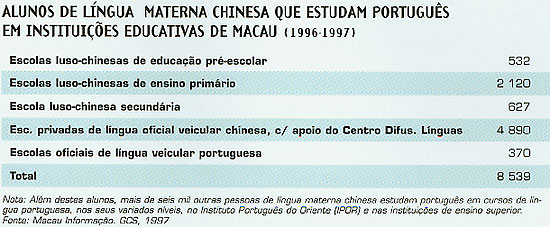 ALUNOS DE LÍNGUA MATERNA CHINESA QUE ESTUDAM PORTUGUÊS
EM INSTITUIÇÕES EDUCATIVAS DE MACAU (1996-1997)
Escolas luso-chinesas de educação pré-escolar 532
Escolas luso-chinesas do ensino primário 2 120
Escola luso-chinesa secundária 627
Esc. privadas de língua oficial veicular chinesa, c/ apoio do Centro Difus. Línguas 4 890
Escolas oficiais de língua veicular portuguesa 370
Total 8 539
Nota: Além destes alunos, mais de seis mil outras pessoas de língua materna chinesa estudam português em cursos de lín-
gua portuguesa, nos seus variados níveis, no Instituto Português do Oriente (IPOR) e nas instituições de ensino superior.
Fonte: Macau Informação. GCS, 1997